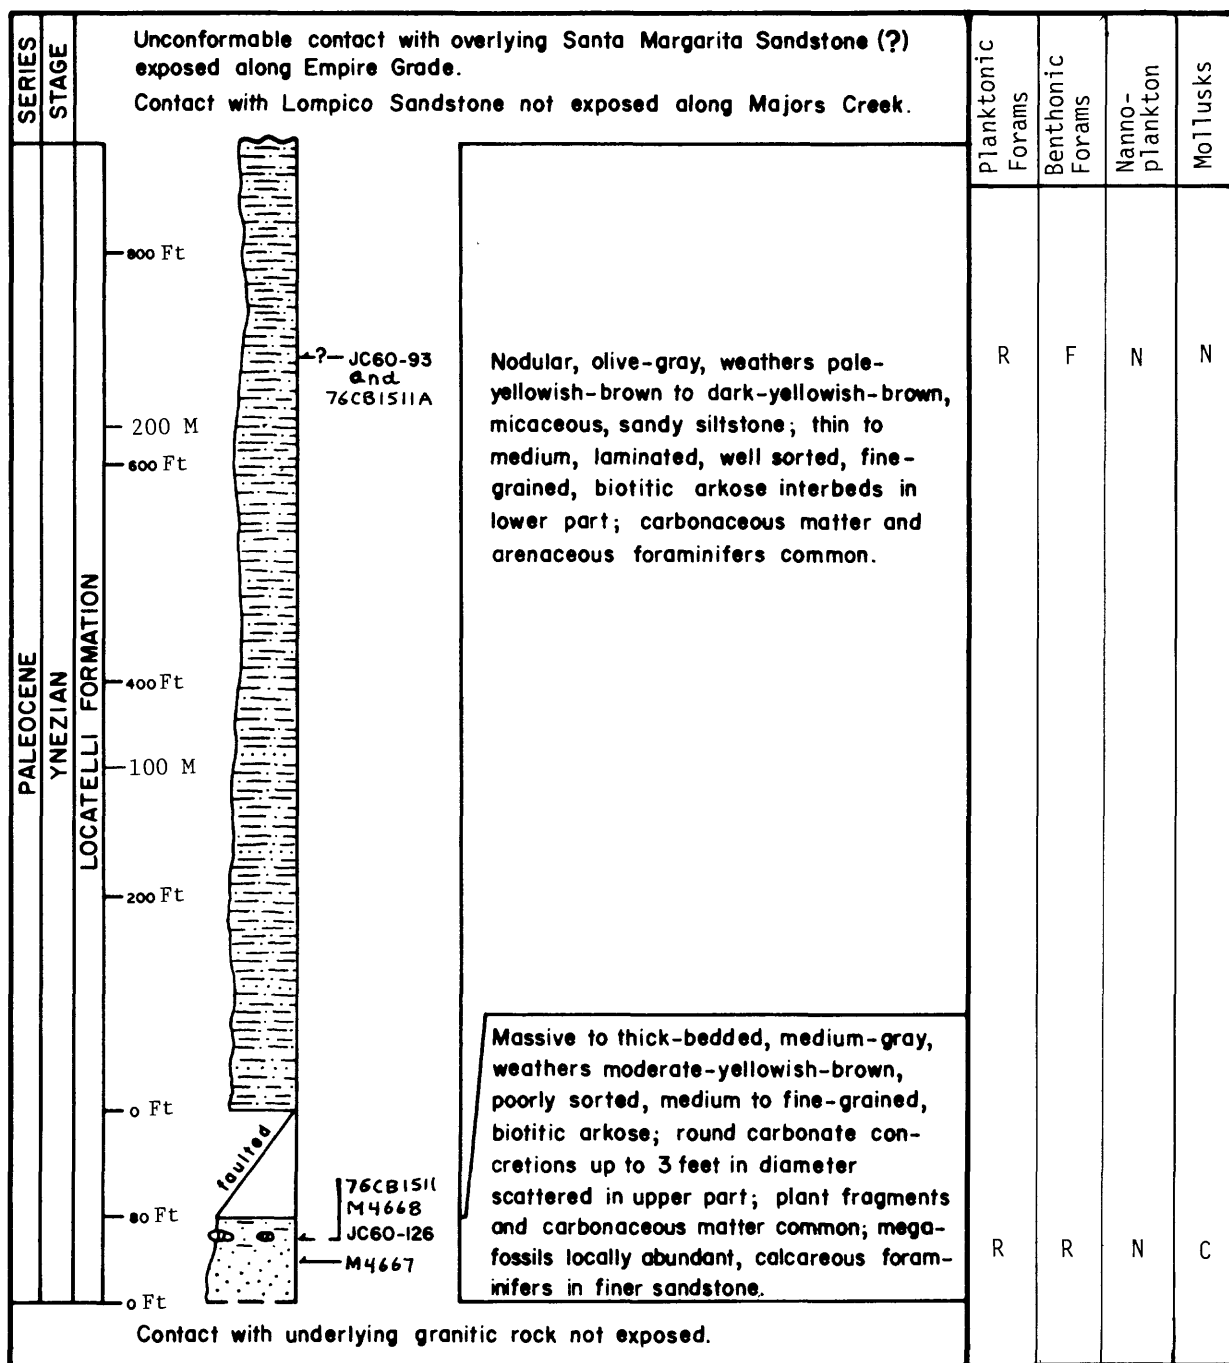 SERIES
STAGE
Unconformable contact with overlying Santa Margarita Sandstone (?)
exposed along Empire Grade.
Contact with Lompico Sandstone not exposed along Majors Creek.
Planktonic
Forams
Benthonic
Forams
Nanno-
plankton
Mollusks
PALEOCENE
YNEZIAN
LOCATELLI FORMATION
800 Ft
?
JC60-93
and
76CB1511A
200 M
600 Ft
400 Ft
100 M
200 Ft
0 Ft
faulted
80 Ft
76CB1511
M4668
JC60-126
M4667
0 Ft
Nodular, olive-gray, weathers pale-
yellowish-brown to dark-yellowish-brown,
micaceous, sandy siltstone; thin to
medium, laminated, well sorted, fine-
grained, biotitic arkose interbeds in
lower part; carbonaceous matter and
arenaceous foraminifers common.
R F N N
Massive to thick-bedded, medium-gray,
weathers moderate-yellowish-brown,
poorly sorted, medium to fine-grained,
biotitic arkose; round carbonate con-
cretions up to 3 feet in diameter
scattered in upper part; plant fragments
and carbonaceous matter common; mega-
fossils locally abundant, calcareous foram-
inifers in finer sandstone.
R R N C
Contact with underlying granitic rock not exposed.